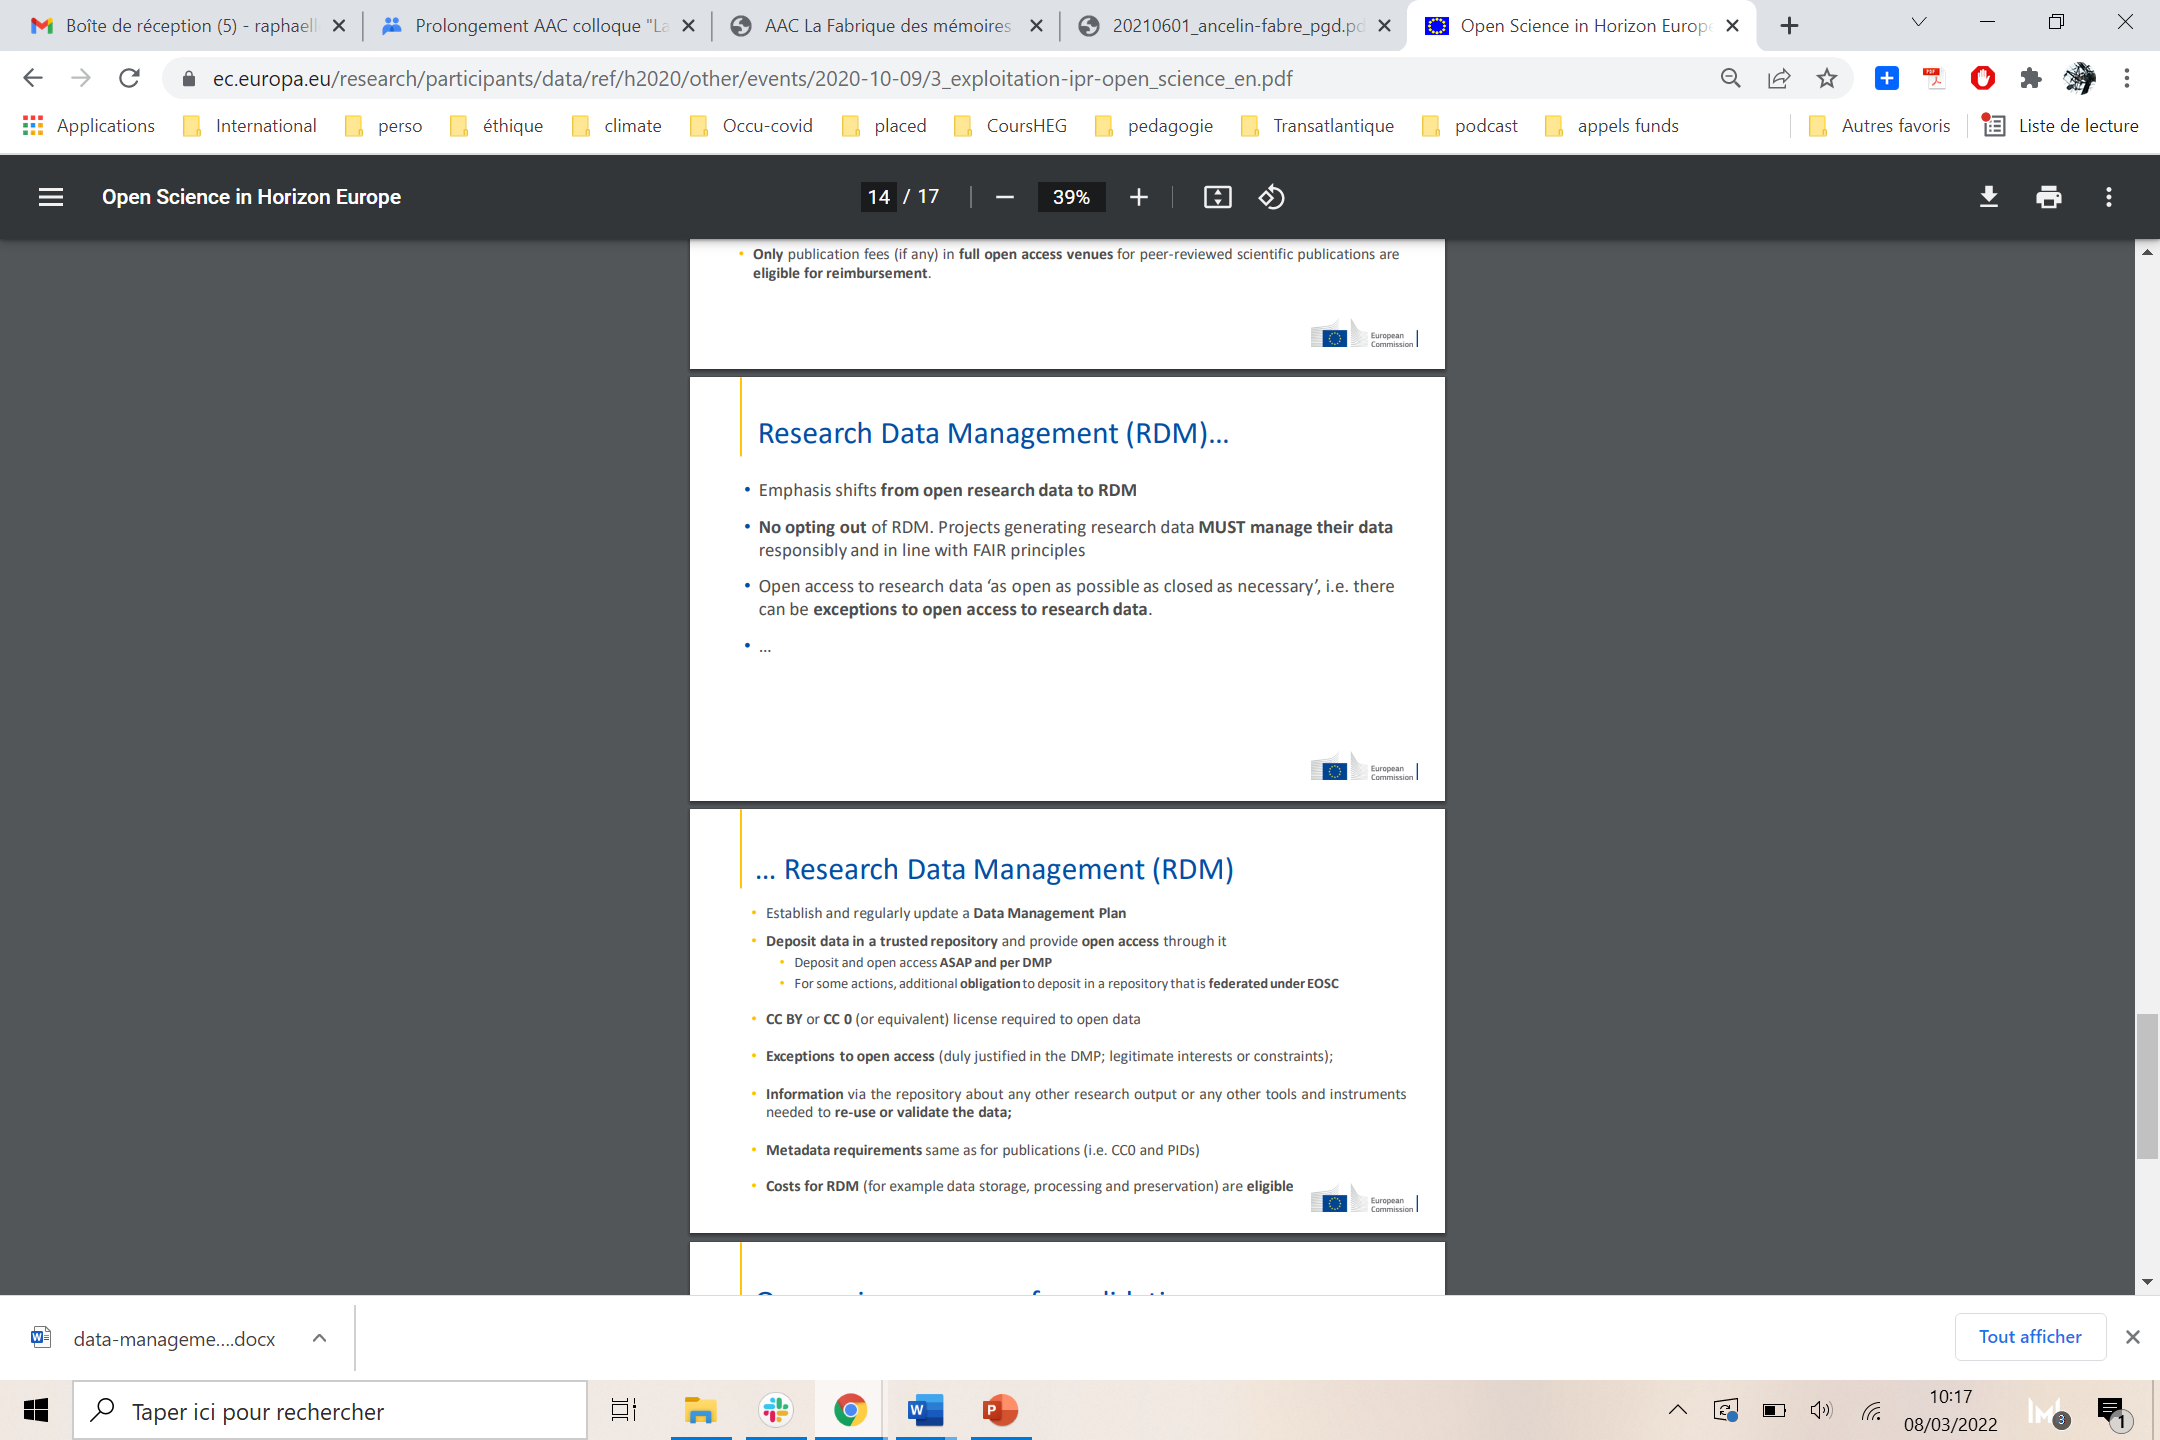 Boîte de réception (5) - raphaell
Prolongement AAC colloque "La
AAC La Fabrique des mémoires
20210601_ancelin-fabre_pgd.pd
Open Science in Horizon Europe
ec.europa.eu/research/participants/data/ref/h2020/other/events/2020-10-09/3_exploitation-ipr-open_science_en.pdf
Applications International perso éthique climate Occu-covid placed CoursHEG pedagogie Transatlantique podcast appels funds Autres favoris Liste de lecture
Open Science in Horizon Europe 14 / 17 39%
• Only publication fees (if any) in full open access venues for peer-reviewed scientific publications are
eligible for reimbursement.
European
Commission
Research Data Management (RDM)...
• Emphasis shifts from open research data to RDM
• No opting out of RDM. Projects generating research data MUST manage their data
responsibly and in line with FAIR principles
• Open access to research data ‘as open as possible as closed as necessary’, i.e. there
can be exceptions to open access to research data.
• ...
European
Commission
... Research Data Management (RDM)
• Establish and regularly update a Data Management Plan
• Deposit data in a trusted repository and provide open access through it
• Deposit and open access ASAP and per DMP
• For some actions, additional obligation to deposit in a repository that is federated under EOSC
• CC BY or CC 0 (or equivalent) license required to open data
• Exceptions to open access (duly justified in the DMP; legitimate interests or constraints);
• Information via the repository about any other research output or any other tools and instruments
needed to re-use or validate the data;
• Metadata requirements same as for publications (i.e. CC0 and PIDs)
• Costs for RDM (for example data storage, processing and preservation) are eligible
European
Commission
data-manageme....docx
Tout afficher
Taper ici pour rechercher
10:17
08/03/2022
3
1